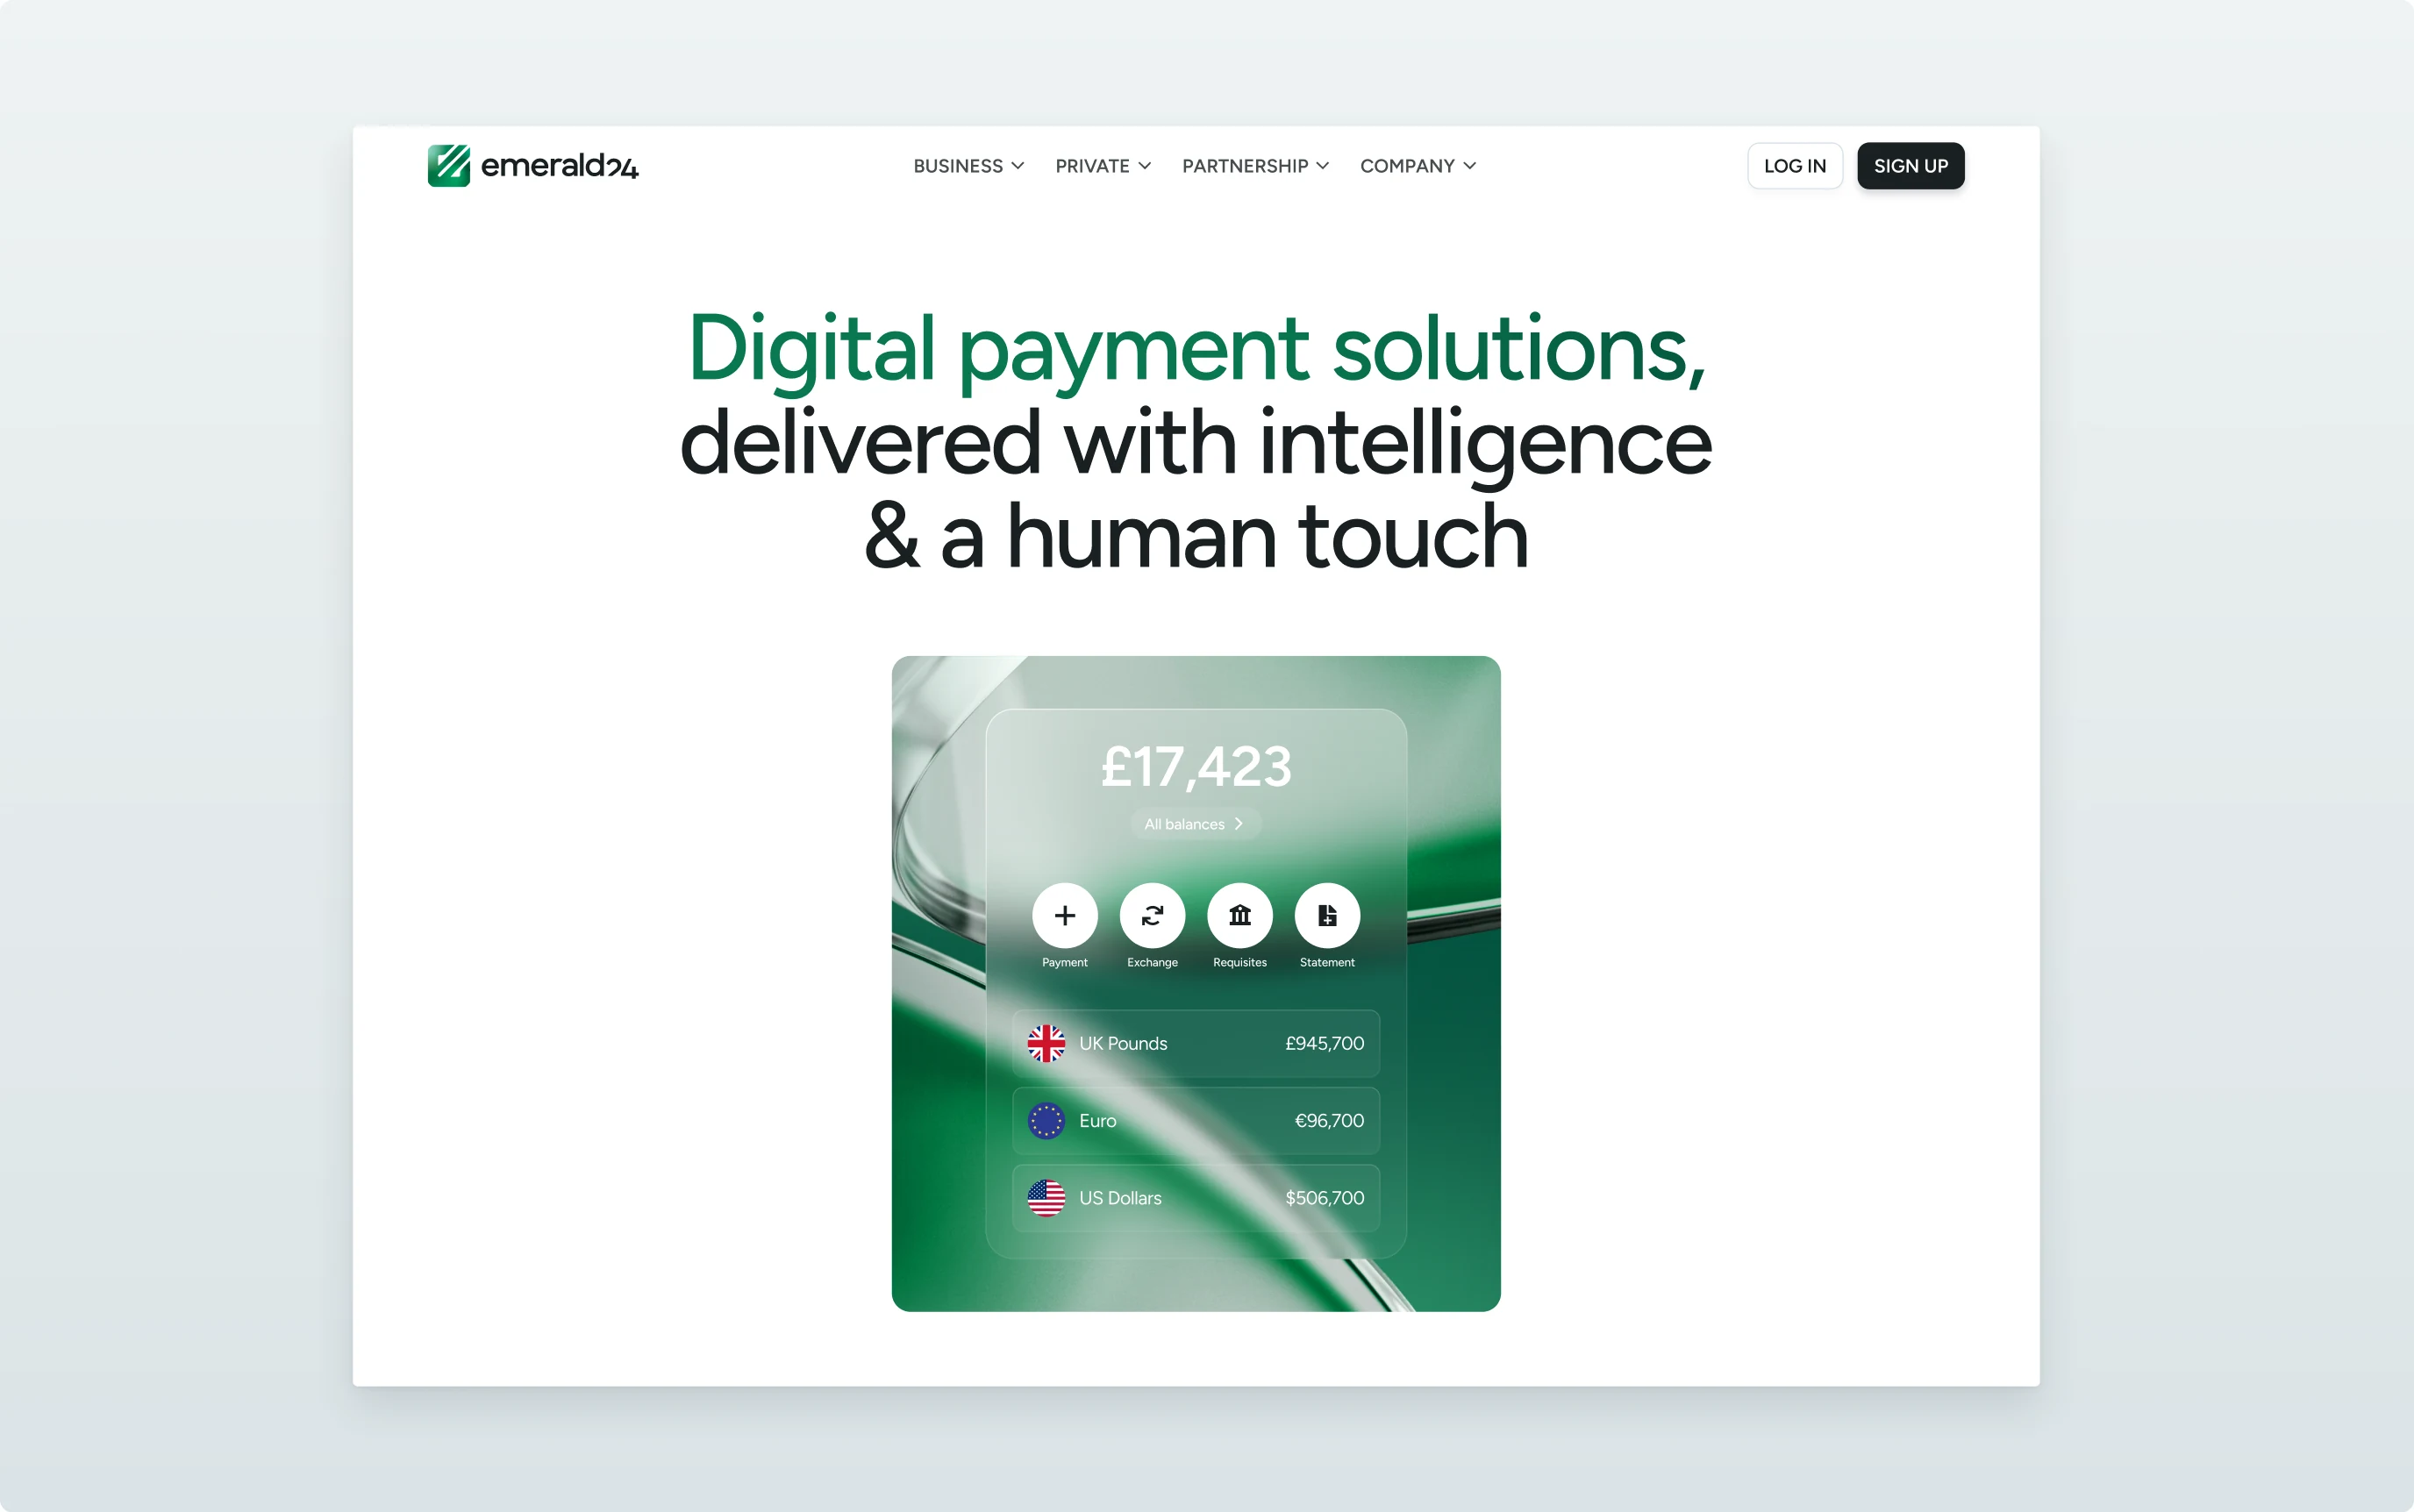 emerald24
BUSINESS PRIVATE PARTNERSHIP COMPANY
LOG IN SIGN UP
Digital payment solutions,
delivered with intelligence
& a human touch
£17,423
All balances
Payment Exchange Requisites Statement
UK Pounds £945,700
Euro €96,700
US Dollars $506,700